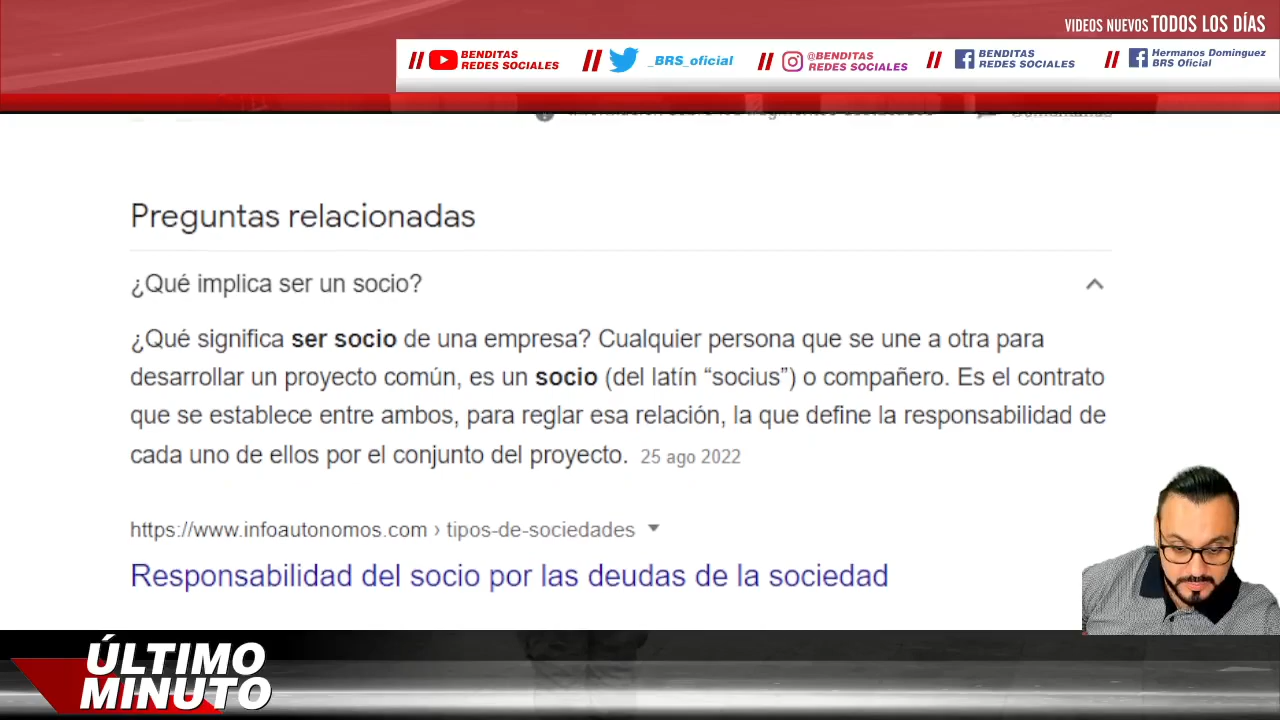 VIDEOS NUEVOS TODOS LOS DÍAS
// BENDITAS REDES SOCIALES // _BRS_oficial // @BENDITAS REDES SOCIALES // BENDITAS REDES SOCIALES // Hermanos Dominguez BRS Oficial
Preguntas relacionadas
¿Qué implica ser un socio?
¿Qué significa ser socio de una empresa? Cualquier persona que se une a otra para
desarrollar un proyecto común, es un socio (del latín “socius”) o compañero. Es el contrato
que se establece entre ambos, para reglar esa relación, la que define la responsabilidad de
cada uno de ellos por el conjunto del proyecto. 25 ago 2022
https://www.infoautonomos.com › tipos-de-sociedades
Responsabilidad del socio por las deudas de la sociedad
ÚLTIMO
MINUTO